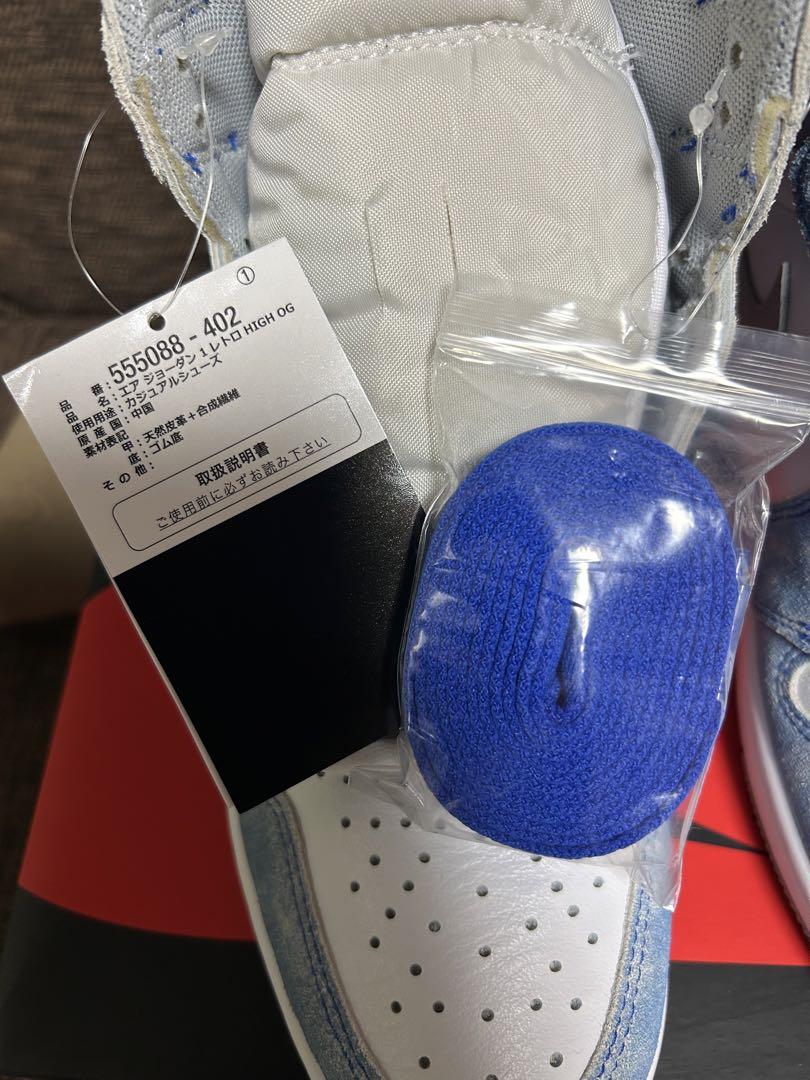 ①
品 番：555088 - 402
品 名：エア ジョーダン 1 レトロ HIGH OG
使用用途：カジュアルシューズ
原 産 国：中国
素材表記 甲：天然皮革＋合成繊維
底：ゴム底
そ の 他：
取扱説明書
ご使用前に必ずお読み下さい